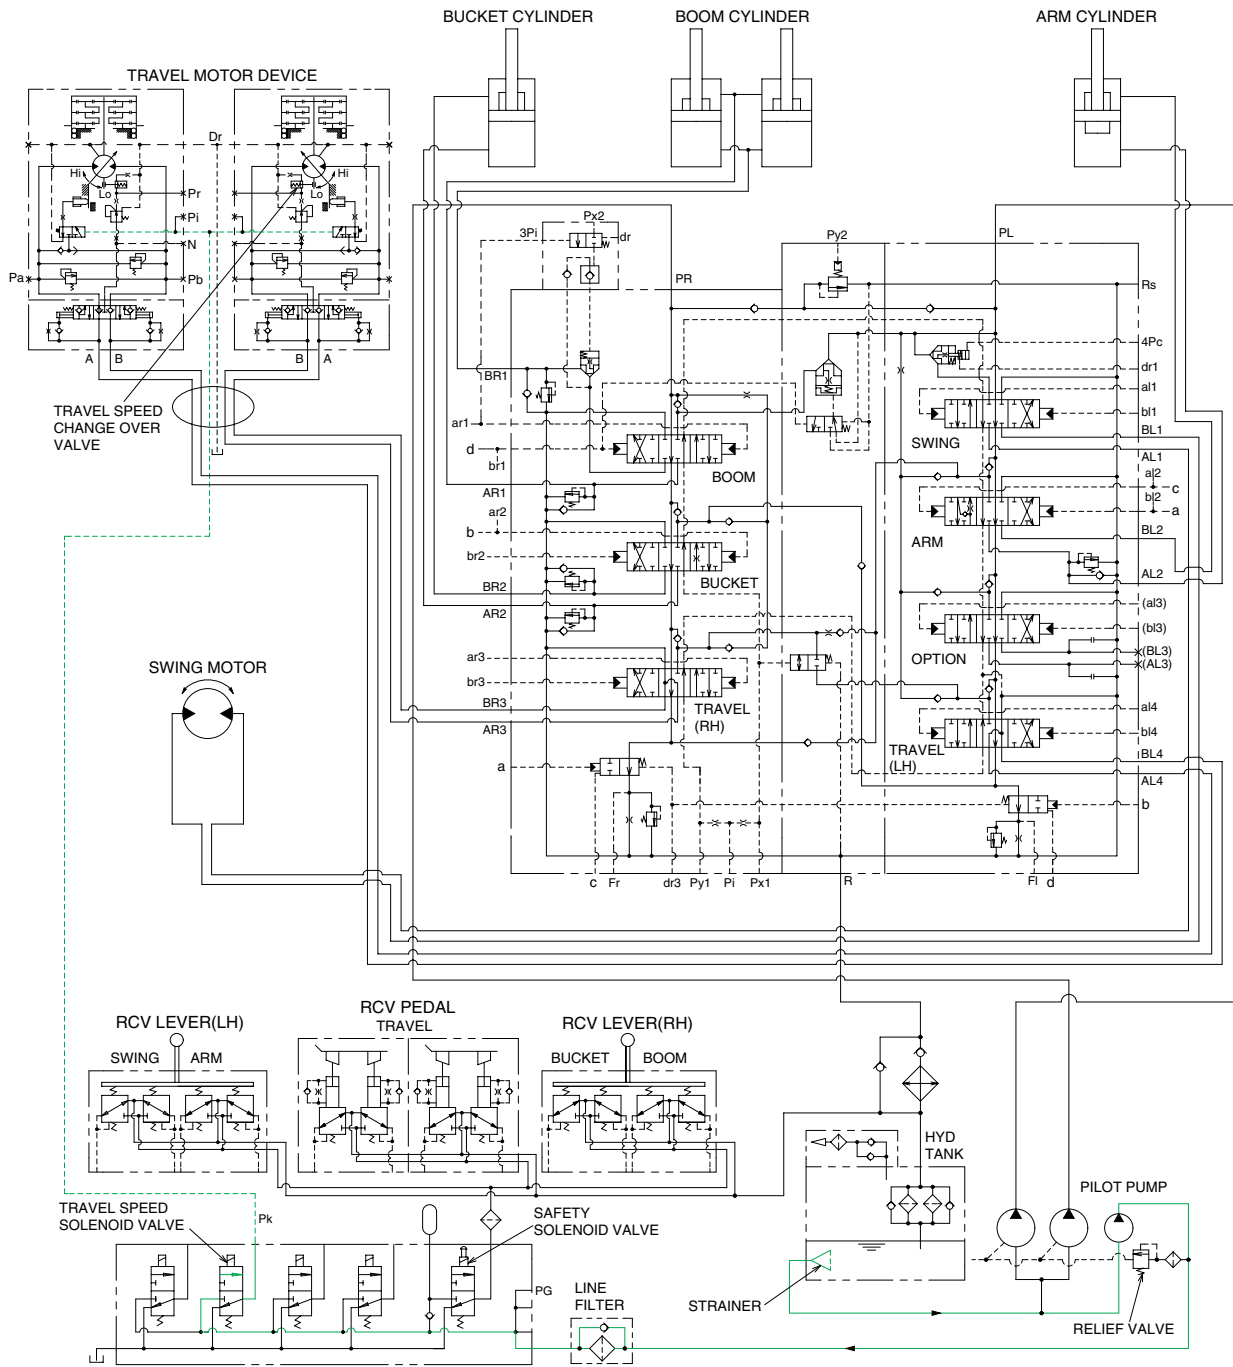 BUCKET CYLINDER
BOOM CYLINDER
ARM CYLINDER
TRAVEL MOTOR DEVICE
Dr
Hi
Lo
Pr
Pi
N
Pa
Pb
A
B
Hi
Lo
B
A
TRAVEL SPEED
CHANGE OVER
VALVE
Px2
3Pi
dr
PR
Py2
PL
Rs
4Pc
dr1
al1
bl1
BL1
AL1
al2
c
bl2
a
BL2
AL2
(al3)
(bl3)
(BL3)
(AL3)
al4
bl4
BL4
AL4
b
BR1
ar1
d
br1
AR1
ar2
b
br2
BR2
AR2
ar3
br3
BR3
AR3
a
BOOM
BUCKET
TRAVEL
(RH)
SWING
ARM
OPTION
TRAVEL
(LH)
c
Fr
dr3
Py1
Pi
Px1
R
Fl
d
SWING MOTOR
RCV LEVER(LH)
SWING
ARM
RCV PEDAL
TRAVEL
RCV LEVER(RH)
BUCKET
BOOM
HYD
TANK
PILOT PUMP
TRAVEL SPEED
SOLENOID VALVE
Pk
SAFETY
SOLENOID VALVE
PG
LINE
FILTER
STRAINER
RELIEF VALVE